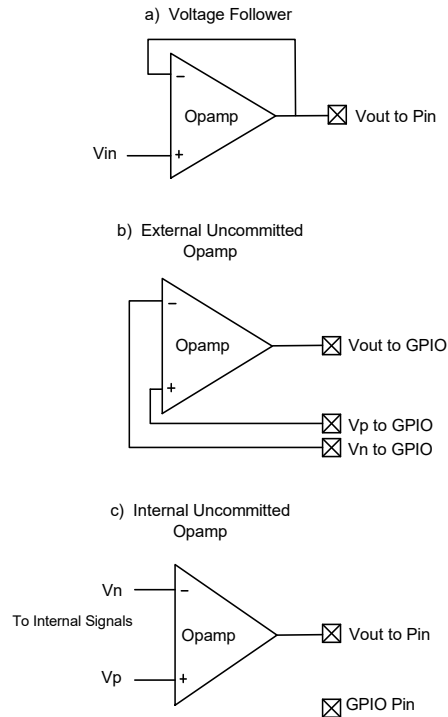 a) Voltage Follower
−
Opamp
Vout to Pin
Vin
+
b) External Uncommitted
Opamp
−
Opamp
Vout to GPIO
+
Vp to GPIO
Vn to GPIO
c) Internal Uncommitted
Opamp
Vn
−
To Internal Signals
Opamp
Vout to Pin
Vp
+
GPIO Pin